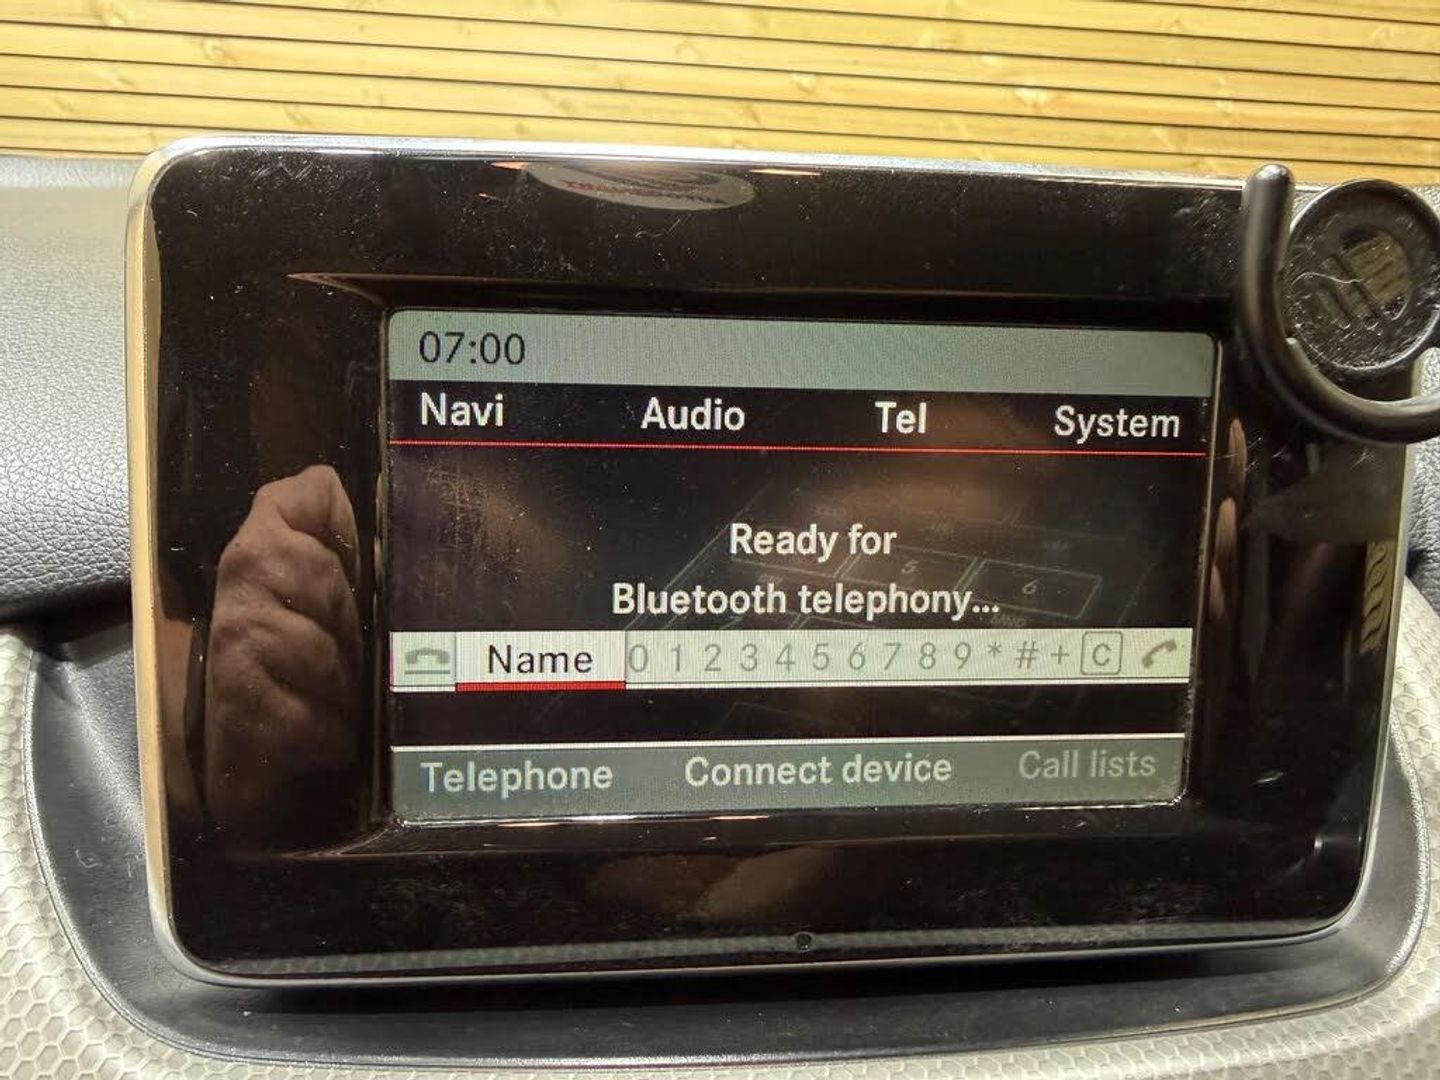 07:00
Navi Audio Tel System
Ready for
Bluetooth telephony...
Name 0 1 2 3 4 5 6 7 8 9 * # + C
Telephone Connect device Call lists